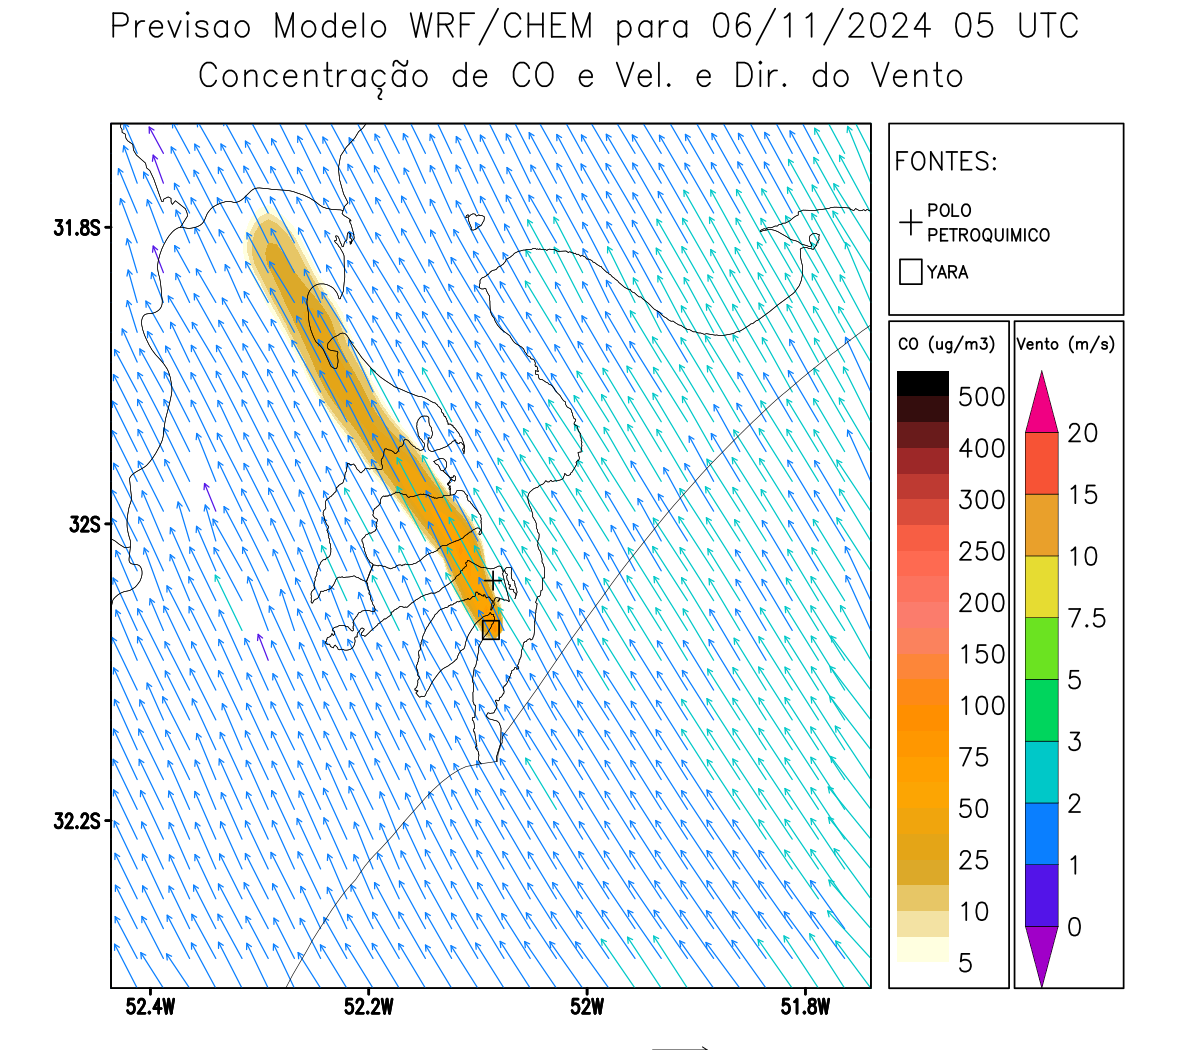 Previsao Modelo WRF/CHEM para 06/11/2024 05 UTC
Concentração de CO e Vel. e Dir. do Vento
FONTES:
POLO
PETROQUIMICO
YARA
31.8S
32S
32.2S
52.4W
52.2W
52W
51.8W
CO (ug/m3)
500
400
300
250
200
150
100
75
50
25
10
5
Vento (m/s)
20
15
10
7.5
5
3
2
1
0